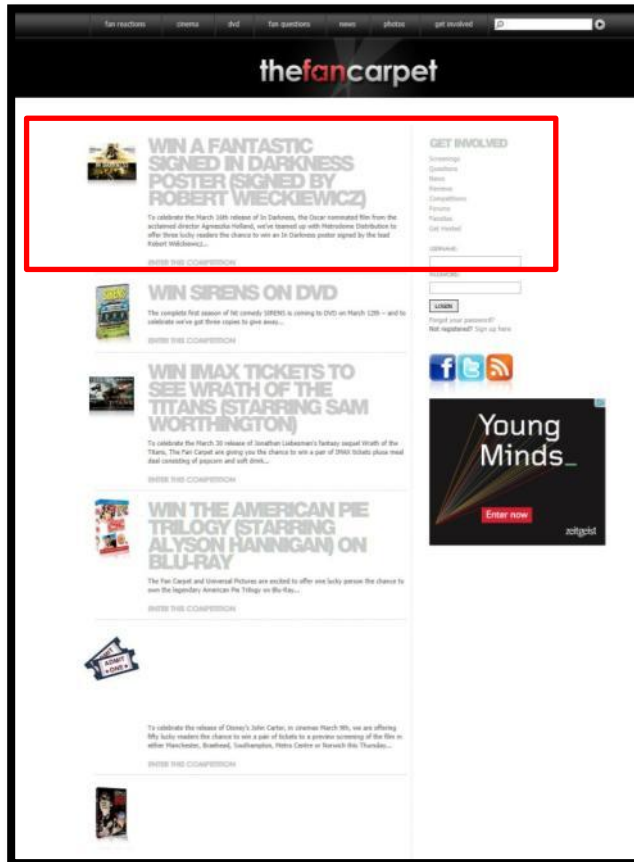 fan reactions cinema dvd fan questions news photos get involved
thefancarpet
WIN A FANTASTIC
SIGNED IN DARKNESS
POSTER (SIGNED BY
ROBERT WIECKIEWICZ)
To celebrate the March 16th release of In Darkness, the Oscar nominated film from the
acclaimed director Agnieszka Holland, we've teamed up with Metrodome Distribution to
offer three lucky readers the chance to win an In Darkness poster signed by the lead
Robert Wieckiewicz...
ENTER THIS COMPETITION
WIN SIRENS ON DVD
The complete first season of hit comedy SIRENS is coming to DVD on March 12th – and to
celebrate we've got three copies to give away...
ENTER THIS COMPETITION
WIN IMAX TICKETS TO
SEE WRATH OF THE
TITANS (STARRING SAM
WORTHINGTON)
To celebrate the March 30 release of Jonathan Liebesman's fantasy sequel Wrath of the
Titans, The Fan Carpet are giving you the chance to win a pair of IMAX tickets pluse meal
deal consisting of popcorn and soft drink...
ENTER THIS COMPETITION
WIN THE AMERICAN PIE
TRILOGY (STARRING
ALYSON HANNIGAN) ON
BLU-RAY
The Fan Carpet and Universal Pictures are excited to offer one lucky person the chance to
own the legendary American Pie Trilogy on Blu-Ray...
ENTER THIS COMPETITION
ADMIT
ONE
To celebrate the release of Disney's John Carter, in cinemas March 9th, we are offering
fifty lucky readers the chance to win a pair of tickets to a preview screening of the film in
either Manchester, Braehead, Southampton, Metro Centre or Norwich this Thursday...
ENTER THIS COMPETITION
GET INVOLVED
Screenings
Questions
News
Reviews
Competitions
Forums
Fansites
Get Hosted
USERNAME:
PASSWORD:
LOGIN
Forgot your password?
Not registered? Sign up here
Young
Minds_
Enter now
zeitgeist